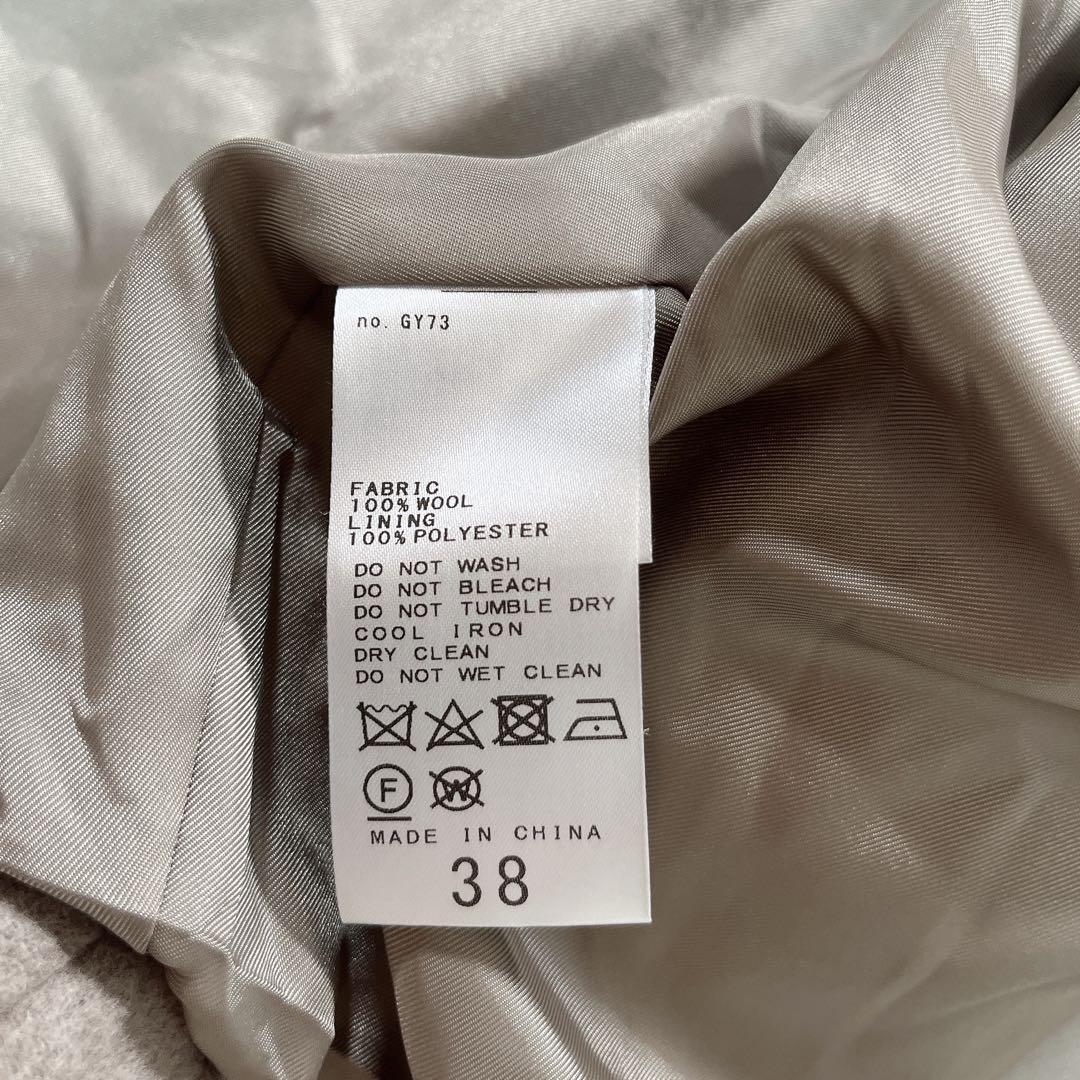 no. GY73
FABRIC
100% WOOL
LINING
100% POLYESTER
DO NOT WASH
DO NOT BLEACH
DO NOT TUMBLE DRY
COOL IRON
DRY CLEAN
DO NOT WET CLEAN
F W
MADE IN CHINA
38